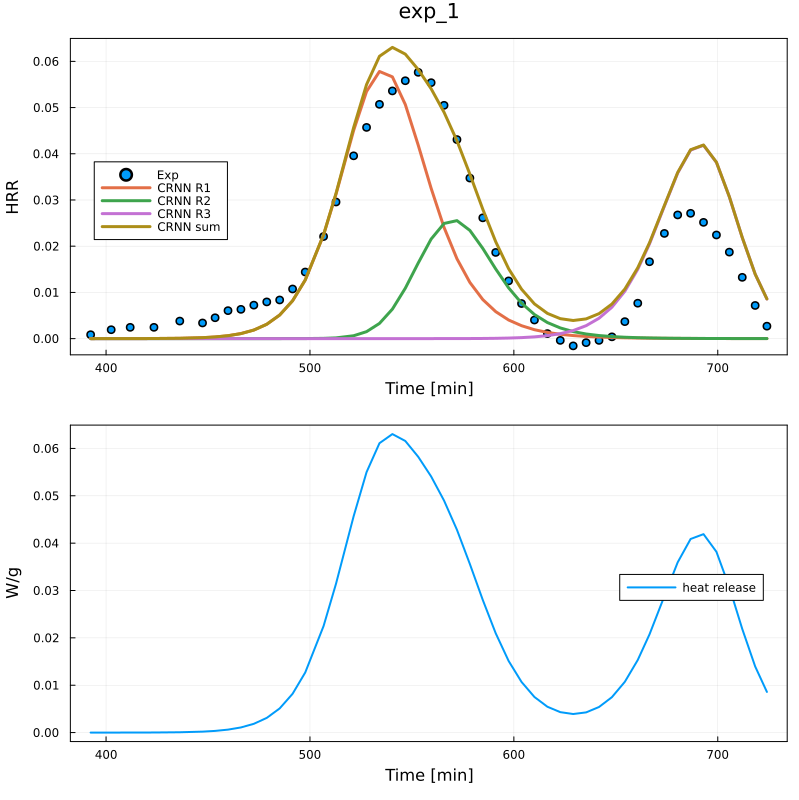 exp_1
0.06
0.05
0.04
0.03
0.02
0.01
0.00
HRR
Exp
CRNN R1
CRNN R2
CRNN R3
CRNN sum
400 500 600 700
Time [min]
0.06
0.05
0.04
0.03
0.02
0.01
0.00
W/g
heat release
400 500 600 700
Time [min]